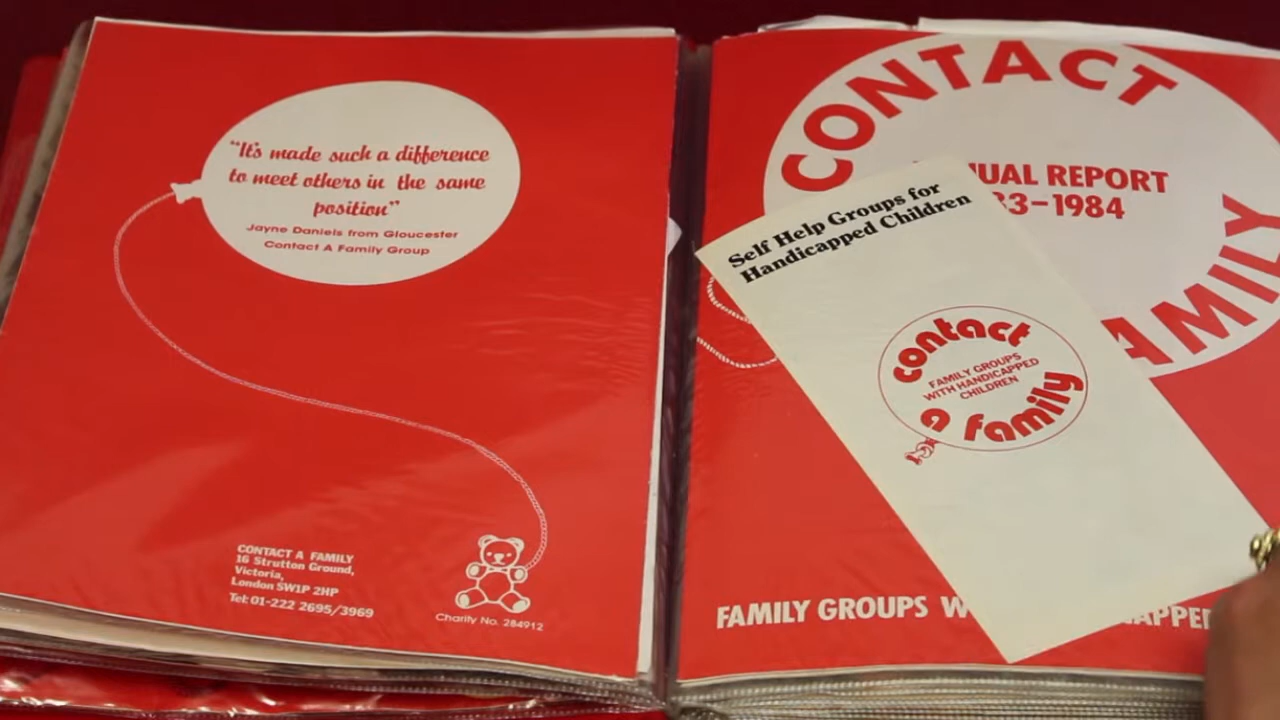 "It's made such a difference
to meet others in the same
position"
Jayne Daniels from Gloucester
Contact A Family Group
CONTACT A FAMILY
16 Strutton Ground,
Victoria,
London SW1P 2HP
Tel: 01-222 2695/3969
Charity No. 284912
CONTACT
UAL REPORT
83-1984
AMILY
Self Help Groups for
Handicapped Children
contact
FAMILY GROUPS
WITH HANDICAPPED
CHILDREN
a family
FAMILY GROUPS W
APPE